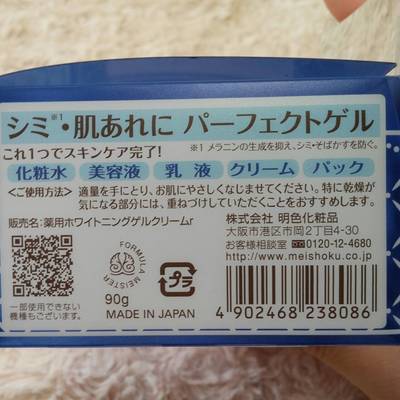 シミ※1・肌あれに パーフェクトゲル
これ1つでスキンケア完了!
※1 メラニンの生成を抑え、シミ・そばかすを防ぐ。
化粧水 美容液 乳液 クリーム パック
<ご使用方法> 適量を手にとり、お肌にやさしくなじませてください。特に乾燥が
気になる部分には、重ねづけしていただくことをおすすめします。
販売名:薬用ホワイトニングゲルクリームr
株式会社 明色化粧品
大阪市港区市岡2丁目4-30
お客様相談室 0120-12-4680
http://www.meishoku.co.jp
FORMULA MEISTER
プラ
90g
MADE IN JAPAN
一部使用できない
機種もございます。
4 902468 238086